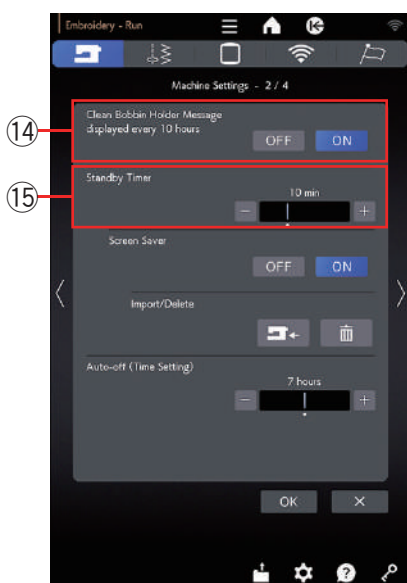 Embroidery - Run
Machine Settings - 2 / 4
14
Clean Bobbin Holder Message
displayed every 10 hours
OFF ON
15
Standby Timer
10 min
- +
Screen Saver
OFF ON
Import/Delete
Auto-off (Time Setting)
7 hours
- +
OK ×
?